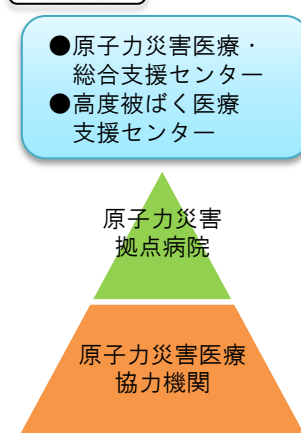 ●原子力災害医療・
総合支援センター
●高度被ばく医療
支援センター
原子力災害
拠点病院
原子力災害医療
協力機関